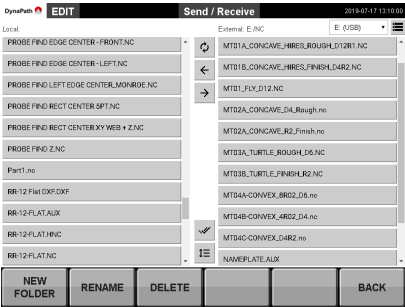 DynaPath EDIT Send / Receive 2019-07-17 13:10:00
Local: External: E:/NC E: (USB)
PROBE FIND EDGE CENTER - FRONT.NC
PROBE FIND EDGE CENTER - LEFT.NC
PROBE FIND LEFT EDGE CENTER_MONROE.NC
PROBE FIND RECT CENTER 5PT.NC
PROBE FIND RECT CENTER XY WEB + Z.NC
PROBE FIND Z.NC
Part1.nc
RR-12 Flat DXF.DXF
RR-12-FLAT.AUX
RR-12-FLAT.HNC
RR-12-FLAT.NC
MT01A_CONCAVE_HIRES_ROUGH_D12R1.NC
MT01B_CONCAVE_HIRES_FINISH_D4R2.NC
MT01_FLY_D12.NC
MT02A_CONCAVE_D4_Rough.nc
MT02A_CONCAVE_R2_Finish.nc
MT03A_TURTLE_ROUGH_D6.NC
MT03B_TURTLE_FINISH_R2.NC
MT04A-CONVEX_8R02_D6.nc
MT04B-CONVEX_4R02_D4.nc
MT04C-CONVEX_D4R2.nc
NAMEPLATE.AUX
NEW
FOLDER
RENAME
DELETE
BACK